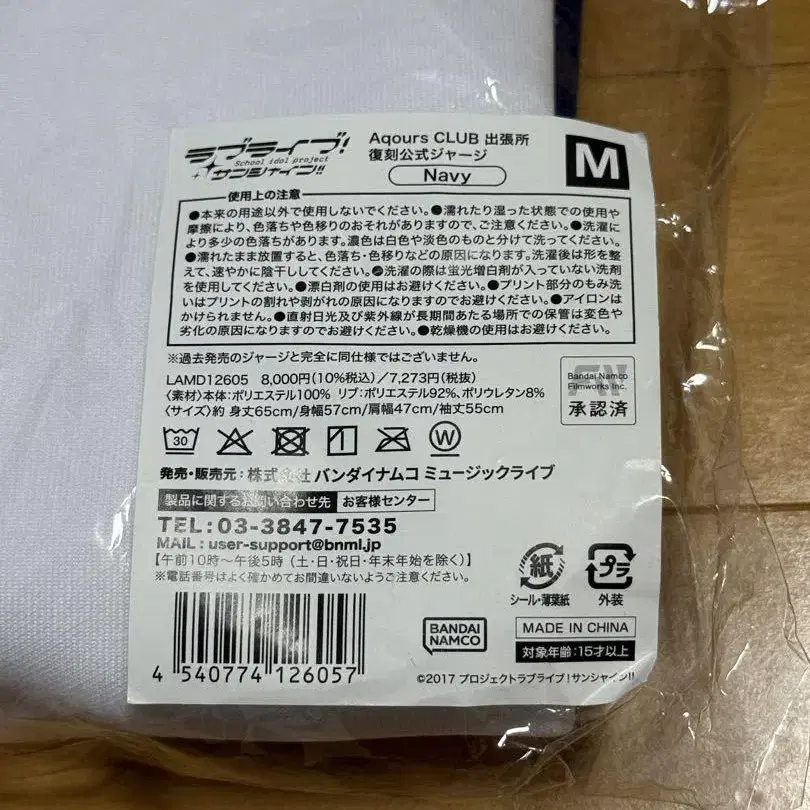 ラブライブ!
School idol project
サンシャイン!!
Aqours CLUB 出張所
復刻公式ジャージ
Navy
M
使用上の注意
●本来の用途以外で使用しないでください。●濡れたり湿った状態での使用や
摩擦により、色落ちや色移りのおそれがありますので、ご注意ください。●洗濯に
より多少の色落ちがあります。濃色は白色や淡色のものと分けて洗ってください。
●濡れたまま放置すると、色落ち・色移りなどの原因になります。洗濯後は形を整
えて、速やかに陰干ししてください。●洗濯の際は蛍光増白剤が入っていない洗剤
を使用してください。●漂白剤の使用はお避けください。●プリント部分のもみ洗
いはプリントの割れや剥がれの原因になりますのでお避けください。●アイロンは
かけられません。●直射日光及び紫外線が長期間あたる場所での保管は変色や
劣化の原因になりますのでお避けください。●乾燥機の使用はお避けください。
※過去発売のジャージと完全に同仕様ではございません。
LAMD12605 8,000円(10%税込)/7,273円(税抜)
〈素材〉本体:ポリエステル100% リブ:ポリエステル92%、ポリウレタン8%
〈サイズ〉約 身丈65cm/身幅57cm/肩幅47cm/袖丈55cm
Bandai Namco
Filmworks Inc.
承認済
30
W
発売・販売元:株式会社バンダイナムコ ミュージックライブ
製品に関するお問い合わせ先 お客様センター
TEL:03-3847-7535
MAIL:user-support@bnml.jp
【午前10時〜午後5時(土・日・祝日・年末年始を除く)】
※電話番号はよく確かめてお間違いないようご注意ください。
紙
シール・薄葉紙
プラ
外装
4 540774 126057
BANDAI
NAMCO
MADE IN CHINA
対象年齢:15才以上
©2017 プロジェクトラブライブ!サンシャイン!!